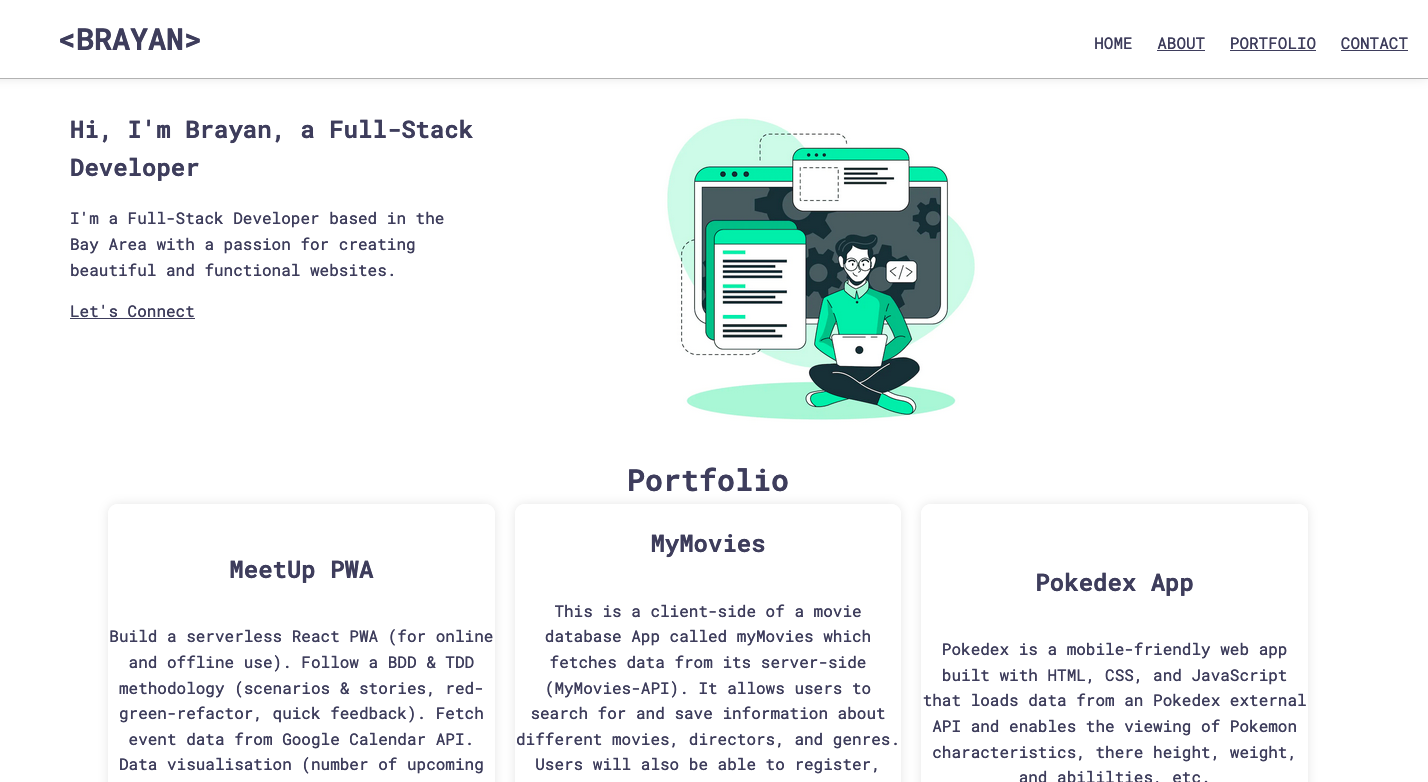 <BRAYAN>
HOME ABOUT PORTFOLIO CONTACT
Hi, I'm Brayan, a Full-Stack
Developer
I'm a Full-Stack Developer based in the
Bay Area with a passion for creating
beautiful and functional websites.
Let's Connect
</>
Portfolio
MeetUp PWA
Build a serverless React PWA (for online
and offline use). Follow a BDD & TDD
methodology (scenarios & stories, red-
green-refactor, quick feedback). Fetch
event data from Google Calendar API.
Data visualisation (number of upcoming
MyMovies
This is a client-side of a movie
database App called myMovies which
fetches data from its server-side
(MyMovies-API). It allows users to
search for and save information about
different movies, directors, and genres.
Users will also be able to register,
Pokedex App
Pokedex is a mobile-friendly web app
built with HTML, CSS, and JavaScript
that loads data from an Pokedex external
API and enables the viewing of Pokemon
characteristics, there height, weight,
and abililties, etc.